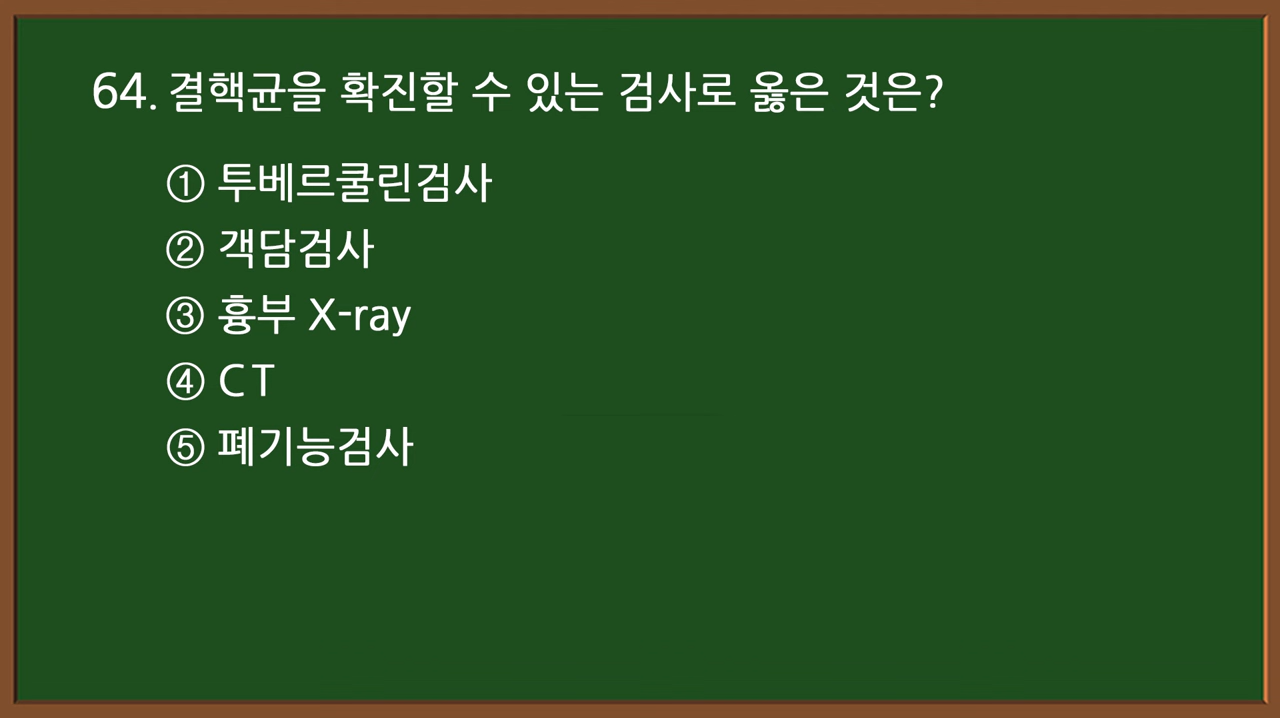 64. 결핵균을 확진할 수 있는 검사로 옳은 것은?
① 투베르쿨린검사
② 객담검사
③ 흉부 X-ray
④ CT
⑤ 폐기능검사